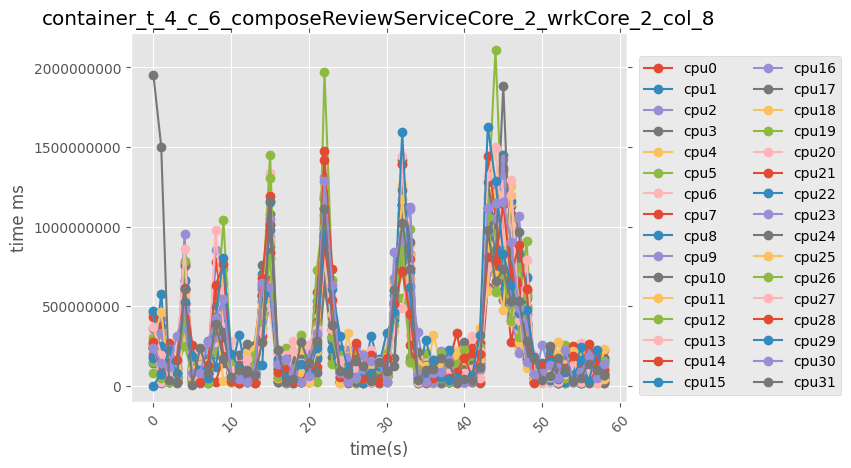 container_t_4_c_6_composeReviewServiceCore_2_wrkCore_2_col_8
time ms
2000000000
1500000000
1000000000
500000000
0
0
10
20
30
40
50
60
time(s)
cpu0
cpu1
cpu2
cpu3
cpu4
cpu5
cpu6
cpu7
cpu8
cpu9
cpu10
cpu11
cpu12
cpu13
cpu14
cpu15
cpu16
cpu17
cpu18
cpu19
cpu20
cpu21
cpu22
cpu23
cpu24
cpu25
cpu26
cpu27
cpu28
cpu29
cpu30
cpu31